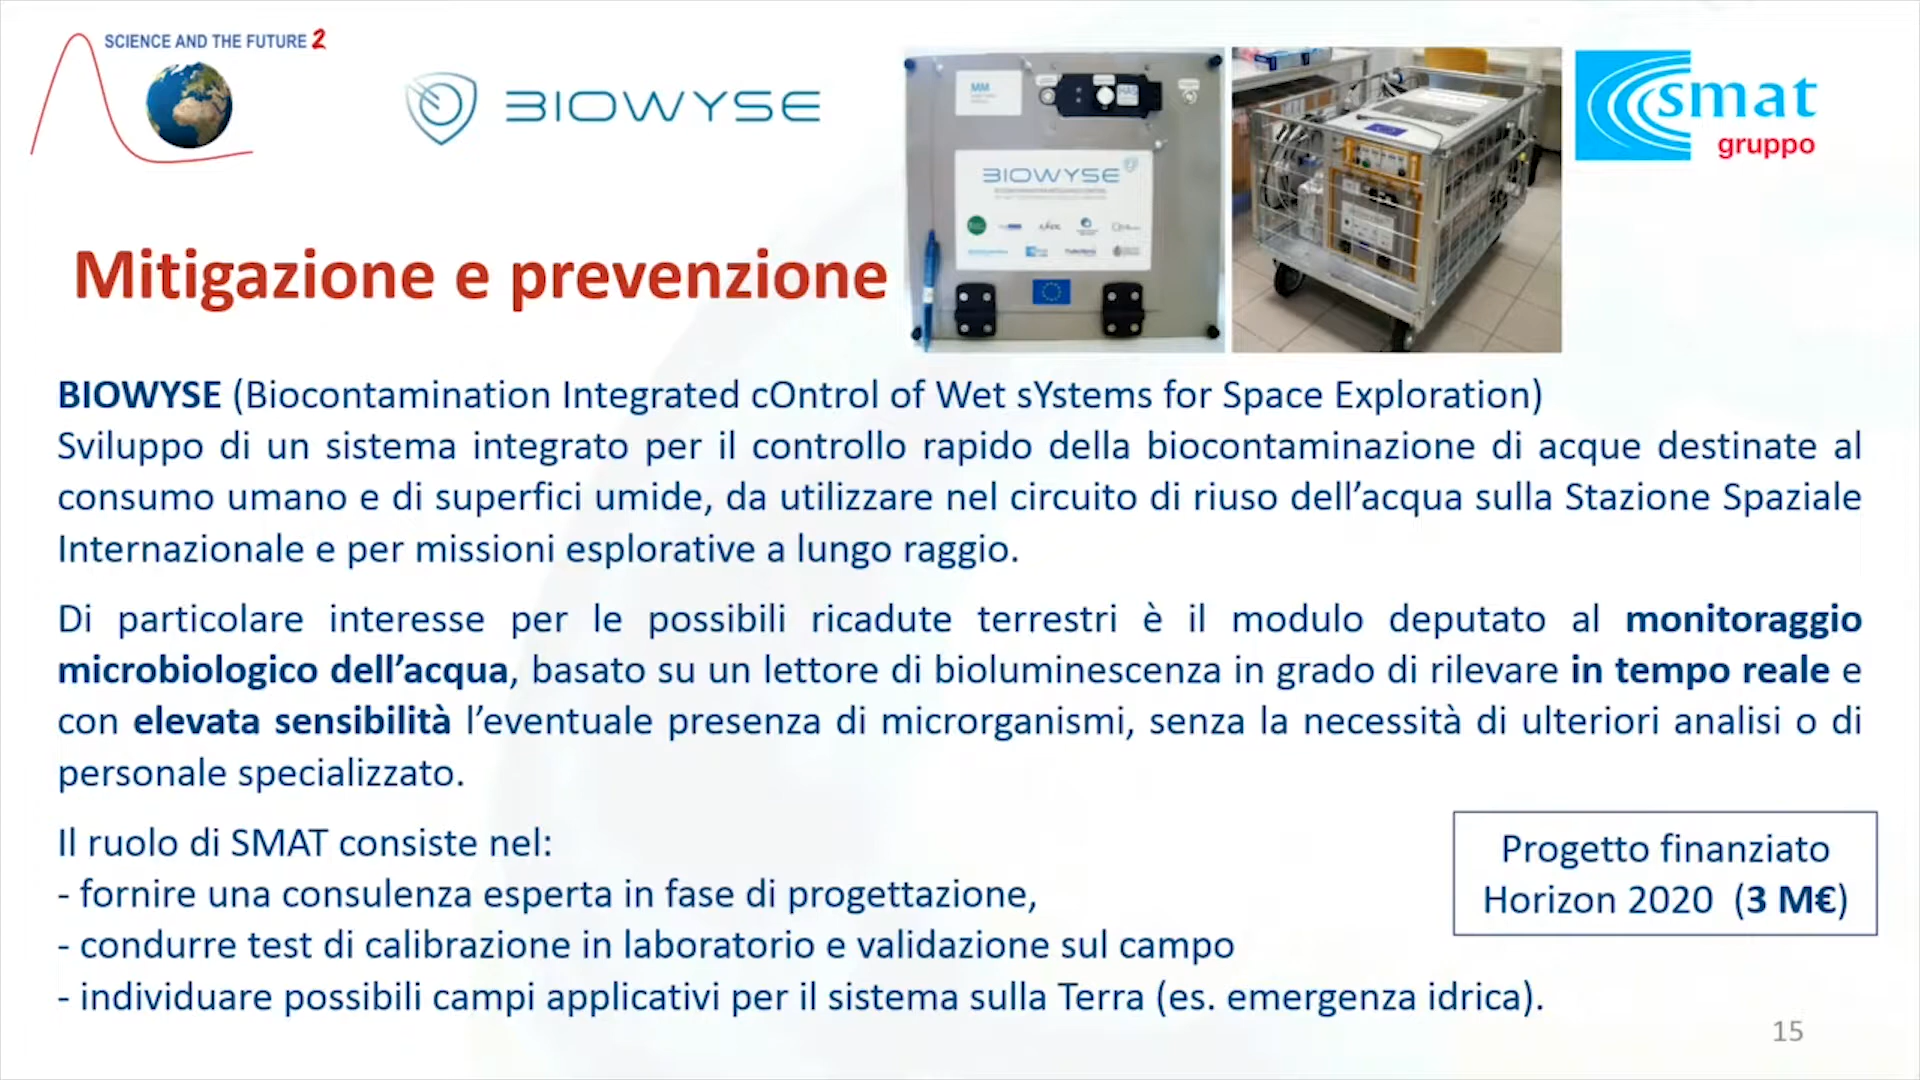 SCIENCE AND THE FUTURE 2
BIOWYSE
MM
HAS
BIOWYSE
smat
gruppo
Mitigazione e prevenzione
BIOWYSE (Biocontamination Integrated cOntrol of Wet sYstems for Space Exploration)
Sviluppo di un sistema integrato per il controllo rapido della biocontaminazione di acque destinate al
consumo umano e di superfici umide, da utilizzare nel circuito di riuso dell’acqua sulla Stazione Spaziale
Internazionale e per missioni esplorative a lungo raggio.
Di particolare interesse per le possibili ricadute terrestri è il modulo deputato al monitoraggio
microbiologico dell’acqua, basato su un lettore di bioluminescenza in grado di rilevare in tempo reale e
con elevata sensibilità l’eventuale presenza di microrganismi, senza la necessità di ulteriori analisi o di
personale specializzato.
Il ruolo di SMAT consiste nel:
- fornire una consulenza esperta in fase di progettazione,
- condurre test di calibrazione in laboratorio e validazione sul campo
- individuare possibili campi applicativi per il sistema sulla Terra (es. emergenza idrica).
Progetto finanziato
Horizon 2020 (3 M€)
15